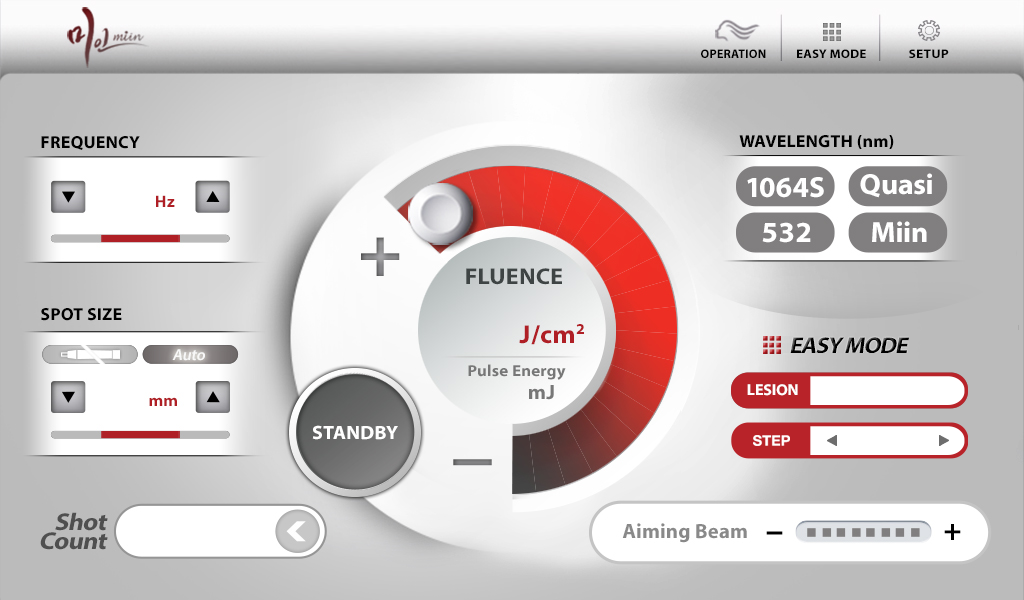 미인 miin
OPERATION
EASY MODE
SETUP
FREQUENCY
Hz
SPOT SIZE
Auto
mm
Shot
Count
FLUENCE
J/cm²
Pulse Energy
mJ
STANDBY
WAVELENGTH (nm)
1064S
Quasi
532
Miin
EASY MODE
LESION
STEP
Aiming Beam